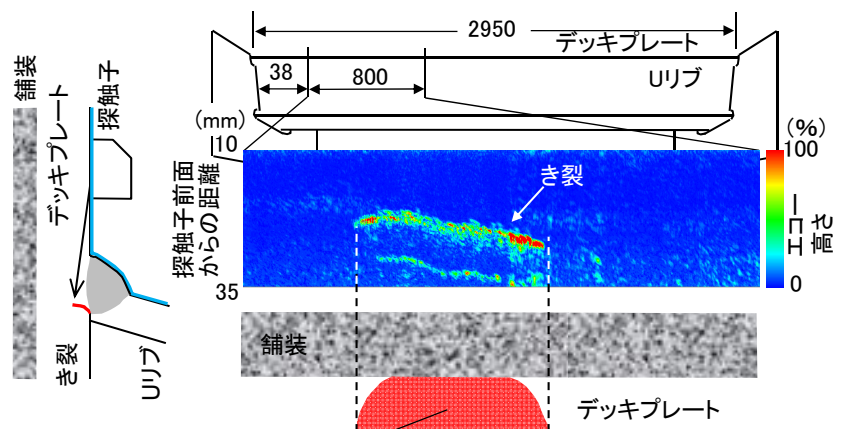 2950
デッキプレート
38
800
Uリブ
(mm)
10
(%)
100
き裂
探触子前面
からの距離
エコー
高さ
0
35
舗装
デッキプレート
舗装
デッキプレート
探触子
き裂
Uリブ